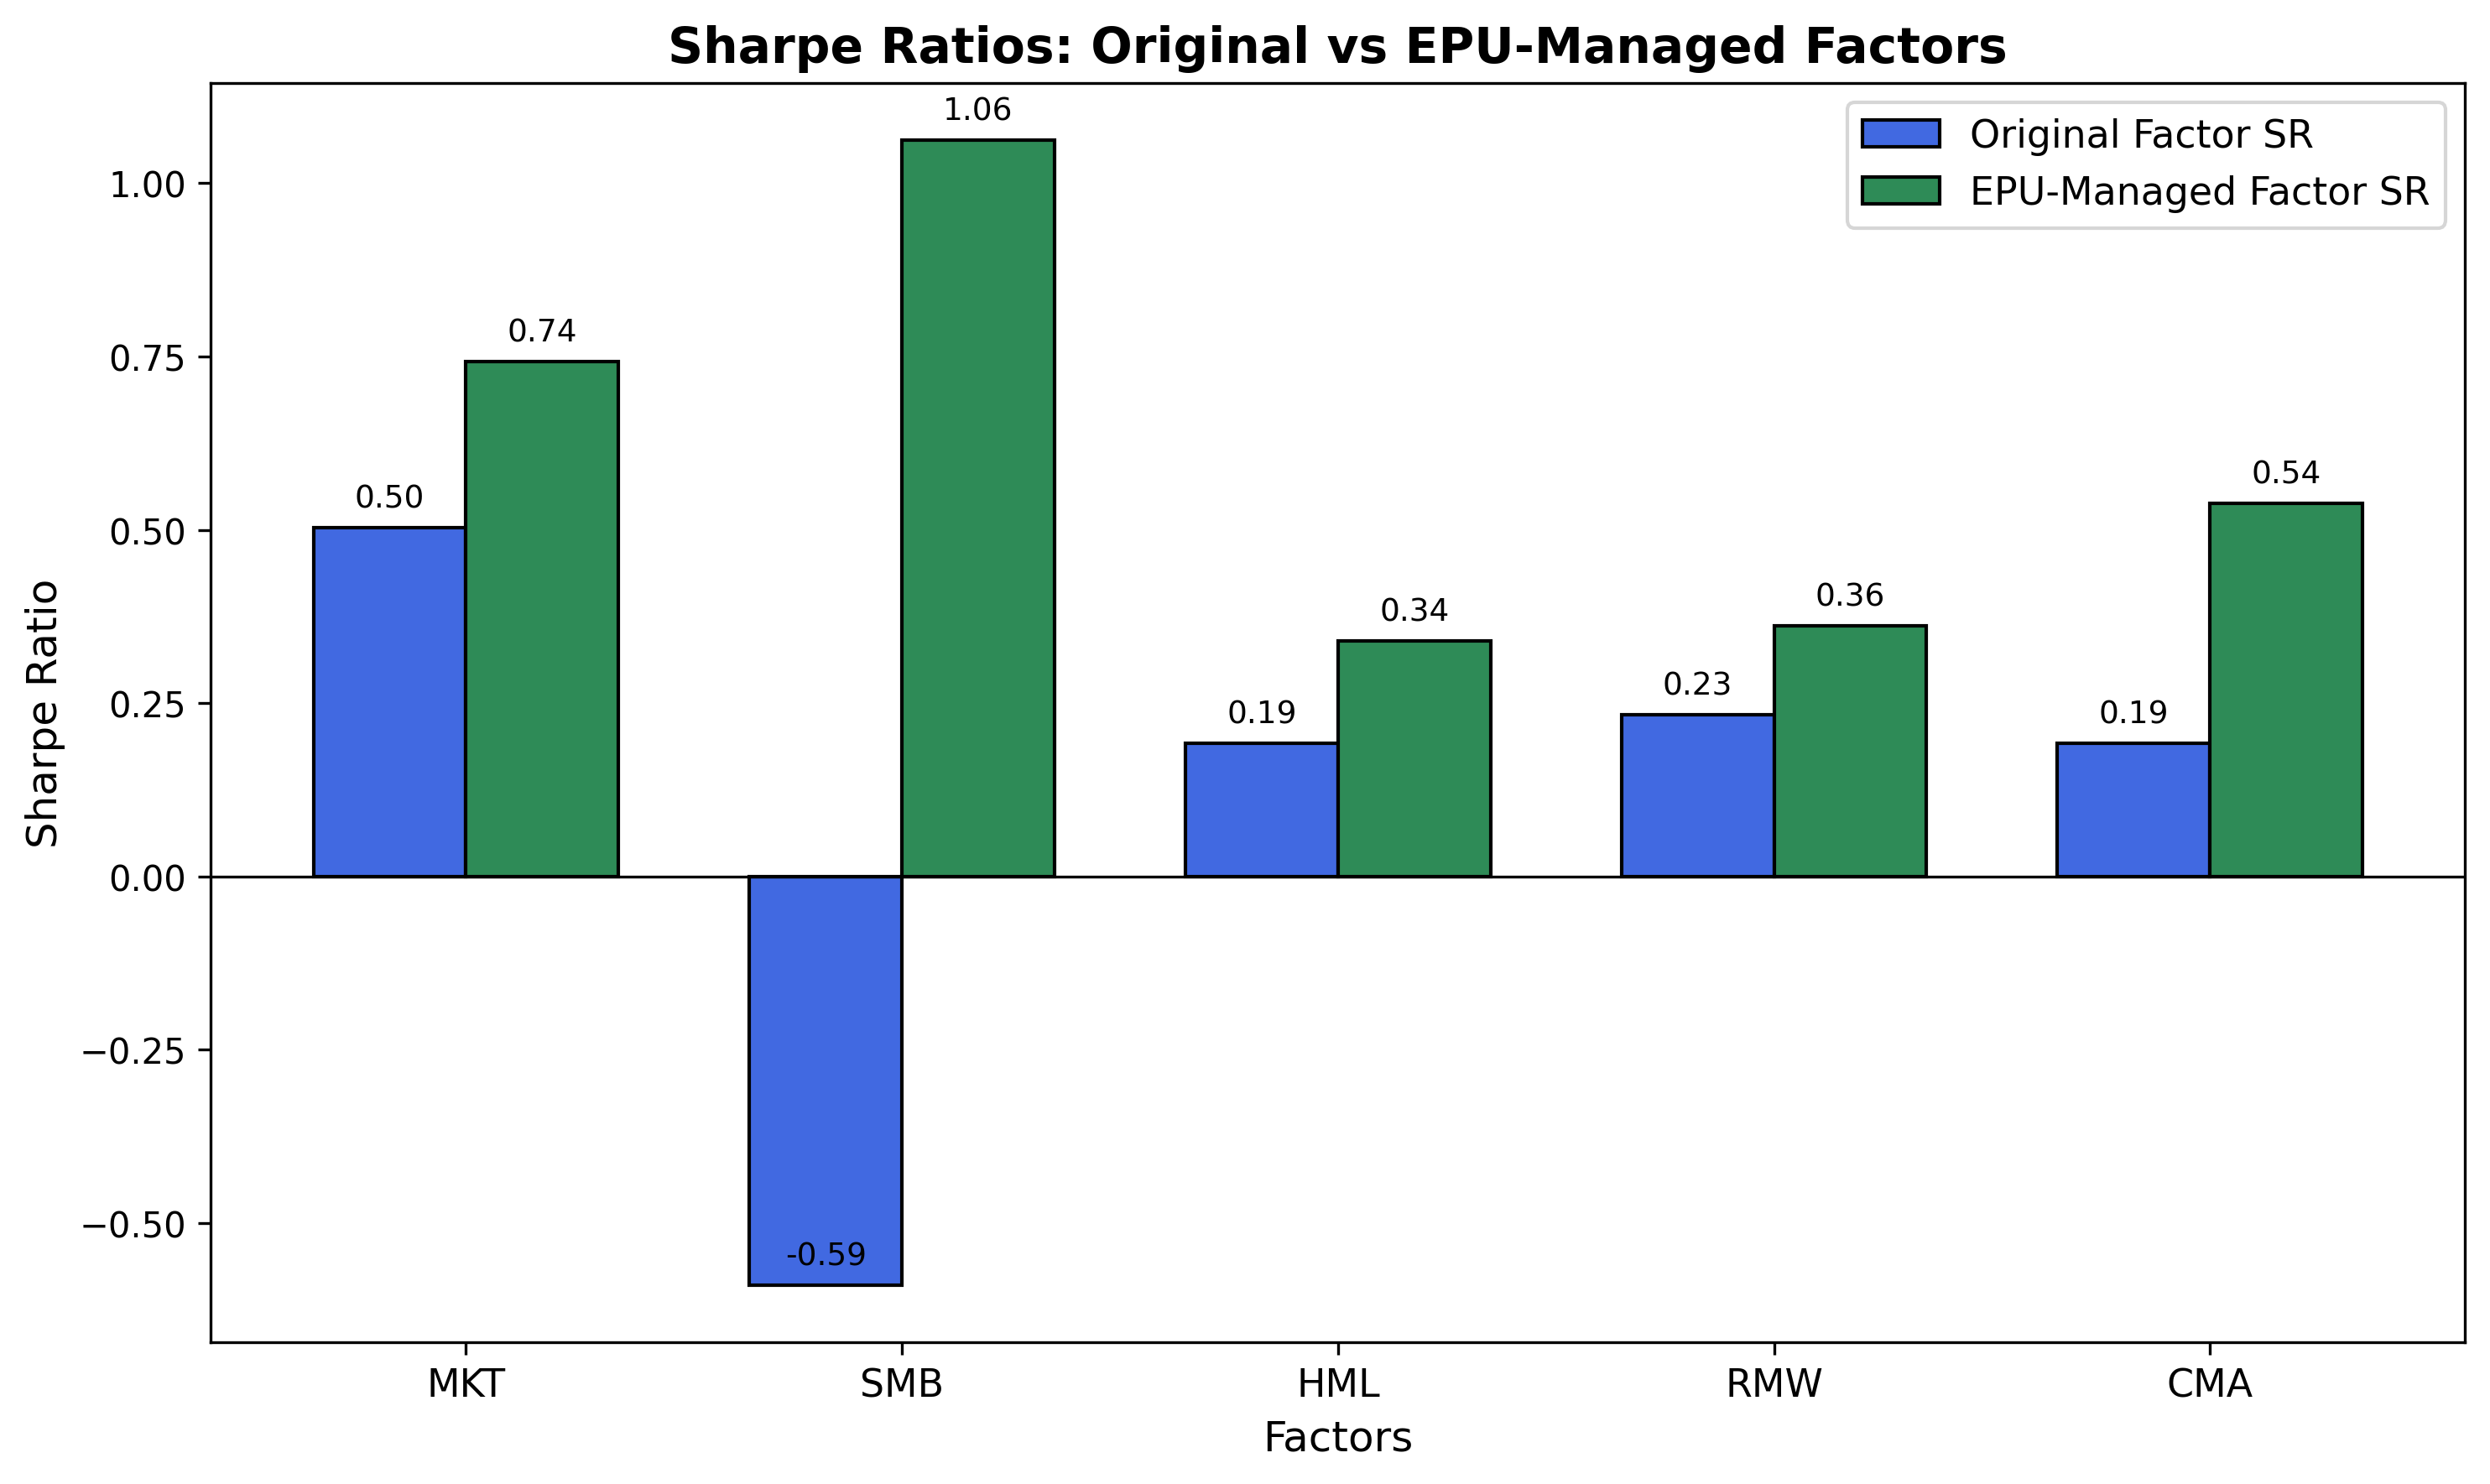 Sharpe Ratios: Original vs EPU-Managed Factors
Original Factor SR
EPU-Managed Factor SR
Sharpe Ratio
1.00
0.75
0.50
0.25
0.00
−0.25
−0.50
0.50
0.74
-0.59
1.06
0.19
0.34
0.23
0.36
0.19
0.54
MKT
SMB
HML
RMW
CMA
Factors